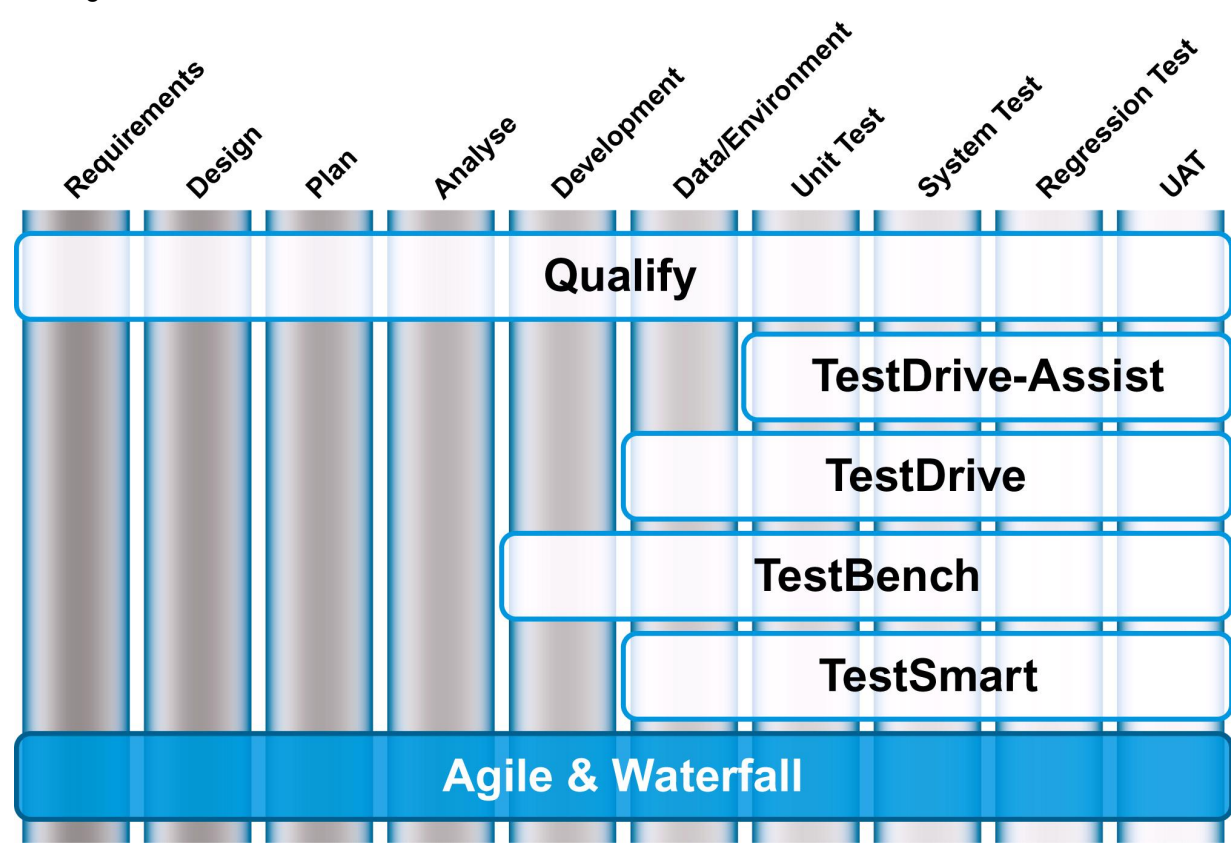 Requirements
Design
Plan
Analyse
Development
Data/Environment
Unit Test
System Test
Regression Test
UAT
Qualify
TestDrive-Assist
TestDrive
TestBench
TestSmart
Agile & Waterfall